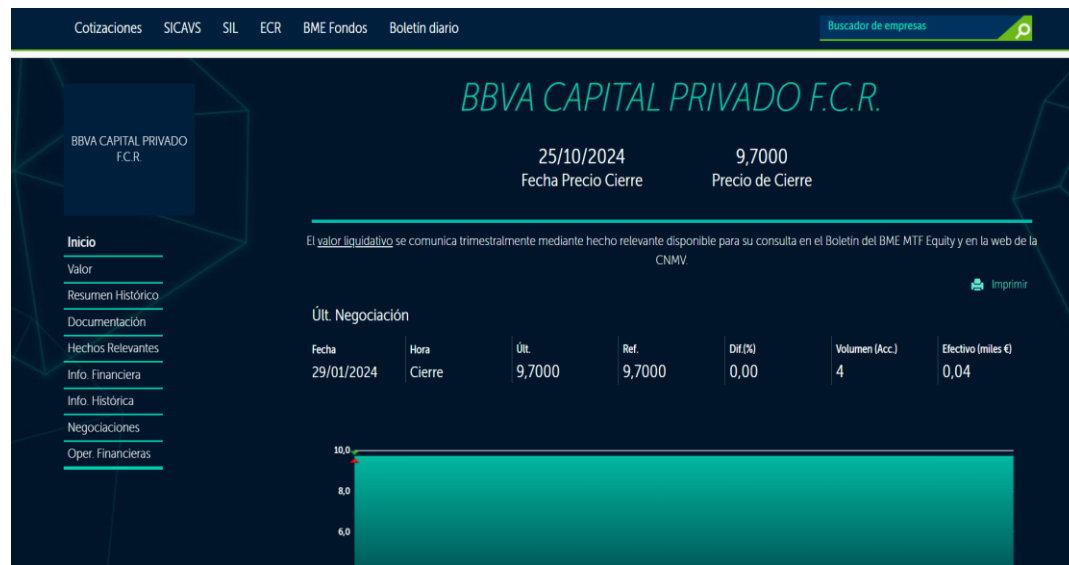 Cotizaciones SICAVS SIL ECR BME Fondos Boletín diario Buscador de empresas
BBVA CAPITAL PRIVADO
F.C.R.
BBVA CAPITAL PRIVADO F.C.R.
25/10/2024 9,7000
Fecha Precio Cierre Precio de Cierre
El valor liquidativo se comunica trimestralmente mediante hecho relevante disponible para su consulta en el Boletín del BME MTF Equity y en la web de la
CNMV.
Imprimir
Inicio
Valor
Resumen Histórico
Documentación
Hechos Relevantes
Info. Financiera
Info. Histórica
Negociaciones
Oper. Financieras
Últ. Negociación
Fecha Hora Últ. Ref. Dif.(%) Volumen (Acc.) Efectivo (miles €)
29/01/2024 Cierre 9,7000 9,7000 0,00 4 0,04
10,0
8,0
6,0